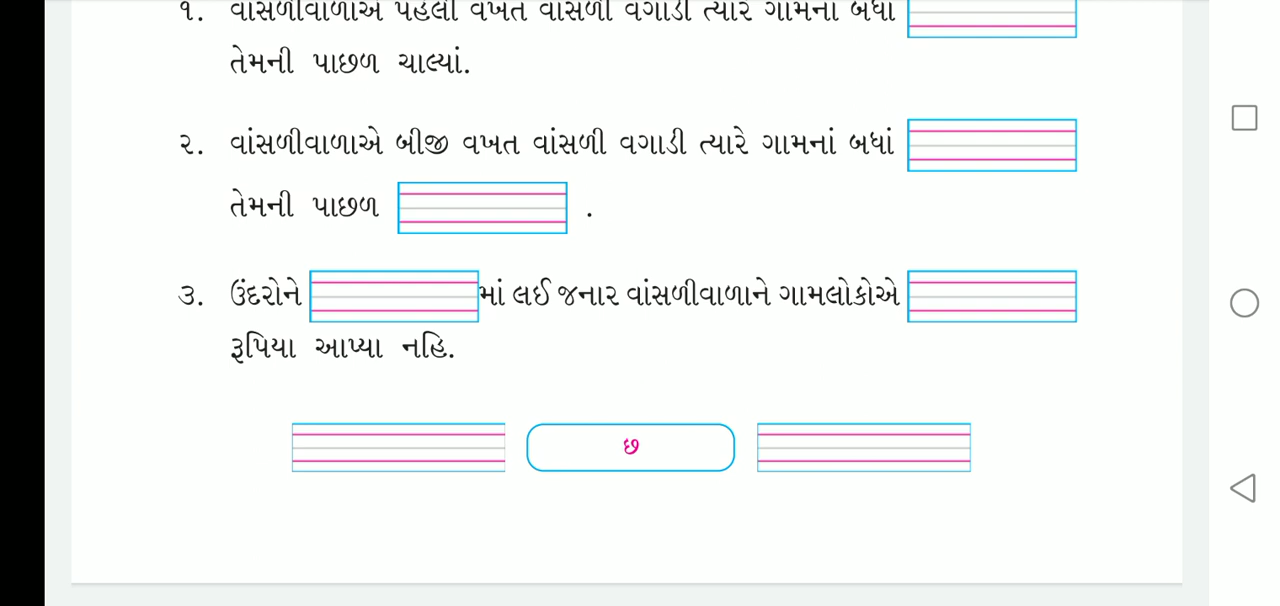 ૧. વાંસળીવાળાએ પહેલી વખત વાંસળી વગાડી ત્યારે ગામનાં બધાં
તેમની પાછળ ચાલ્યાં.
૨. વાંસળીવાળાએ બીજી વખત વાંસળી વગાડી ત્યારે ગામનાં બધાં
તેમની પાછળ .
૩. ઉંદરોને માં લઈ જનાર વાંસળીવાળાને ગામલોકોએ
રૂપિયા આપ્યા નહિ.
છ